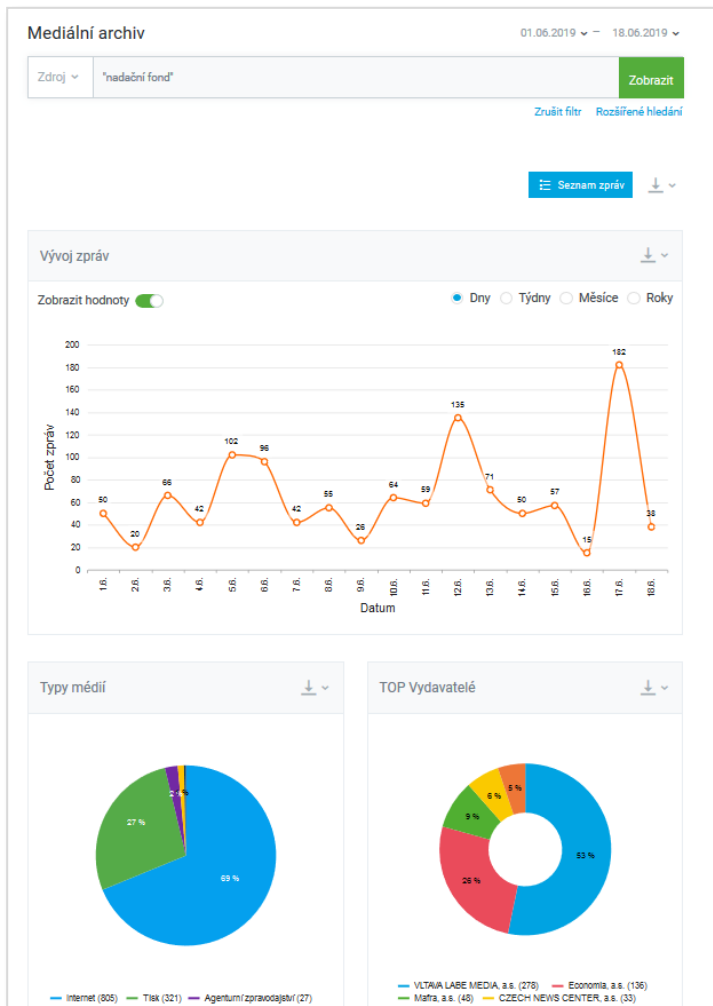 Mediální archiv
01.06.2019 – 18.06.2019
Zdroj "nadační fond" Zobrazit
Zrušit filtr Rozšířené hledání
Seznam zpráv
Vývoj zpráv
Zobrazit hodnoty Dny Týdny Měsíce Roky
200
180
160
140
120
100
80
60
40
20
0
Počet zpráv
50 20 66 42 102 96 42 55 26 64 59 135 71 50 57 15 182 38
1.6. 2.6. 3.6. 4.6. 5.6. 6.6. 7.6. 8.6. 9.6. 10.6. 11.6. 12.6. 13.6. 14.6. 15.6. 16.6. 17.6. 18.6.
Datum
Typy médií
27 %
69 %
Internet (805) Tisk (321) Agenturní zpravodajství (27)
TOP Vydavatelé
5 %
6 %
9 %
53 %
26 %
VLTAVA LABE MEDIA, a.s. (278) Economia, a.s. (136)
Mafra, a.s. (48) CZECH NEWS CENTER, a.s. (33)